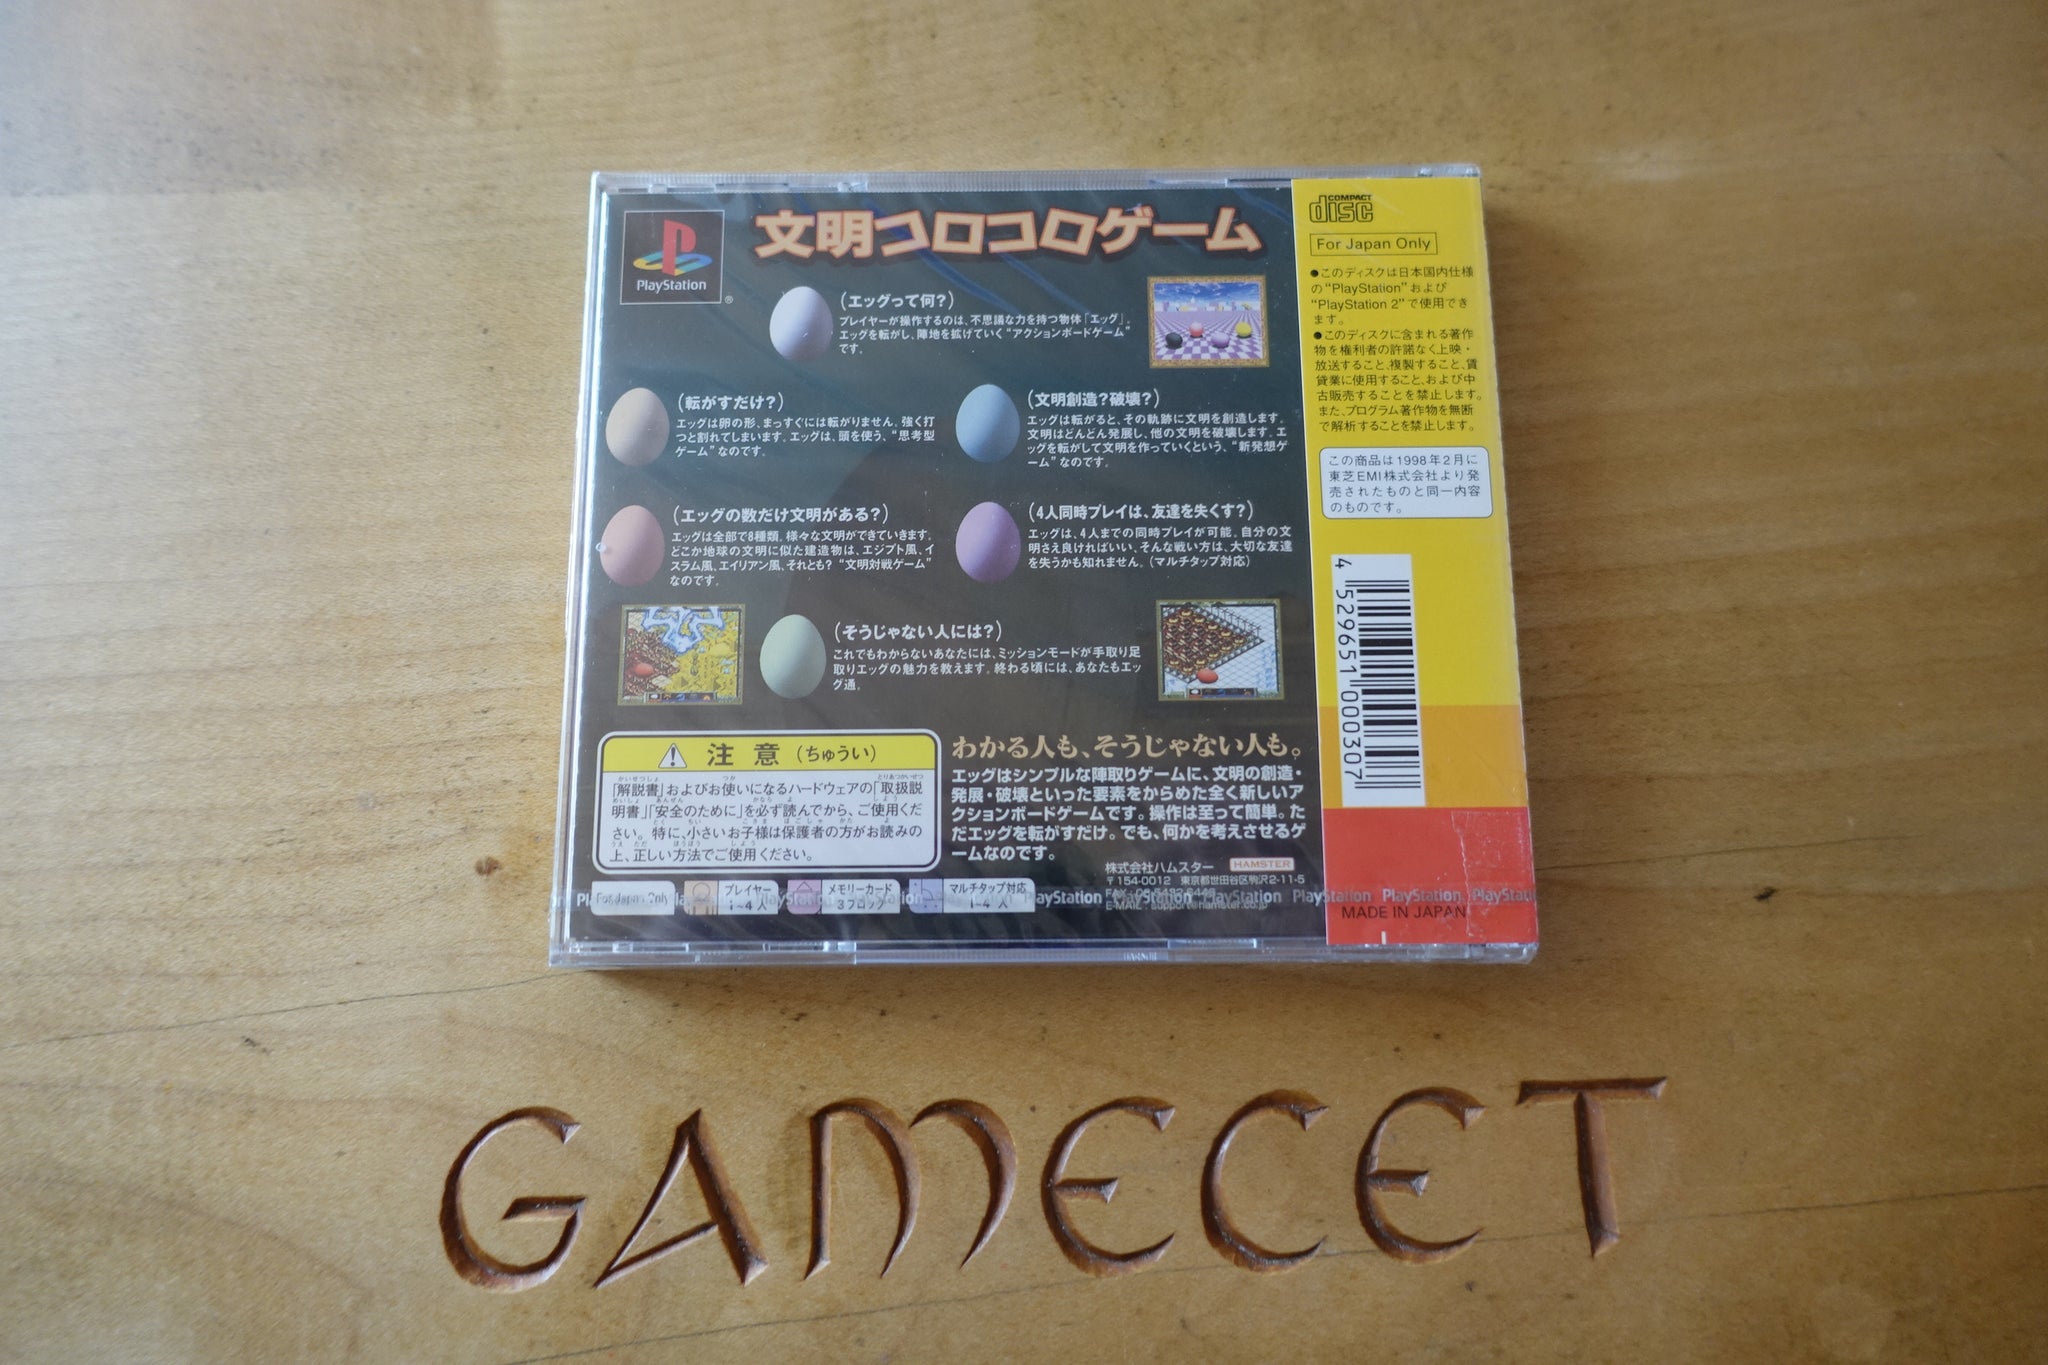 PlayStation
®
文明コロコロゲーム
(エッグって何?)
プレイヤーが操作するのは、不思議な力を持つ物体「エッグ」。
エッグを転がし、陣地を拡げていく“アクションボードゲーム”
です。
(転がすだけ?)
エッグは卵の形、まっすぐには転がりません。強く打
つと割れてしまいます。エッグは、頭を使う、“思考型
ゲーム”なのです。
(文明創造?破壊?)
エッグは転がると、その軌跡に文明を創造します。
文明はどんどん発展し、他の文明を破壊します。エ
ッグを転がして文明を作っていくという、“新発想ゲ
ーム”なのです。
(エッグの数だけ文明がある?)
エッグは全部で8種類。様々な文明ができていきます。
どこか地球の文明に似た建造物は、エジプト風、イ
スラム風、エイリアン風、それとも?“文明対戦ゲーム”
なのです。
(4人同時プレイは、友達を失くす?)
エッグは、4人までの同時プレイが可能。自分の文
明さえ良ければいい、そんな戦い方は、大切な友達
を失うかも知れません。(マルチタップ対応)
(そうじゃない人には?)
これでもわからないあなたには、ミッションモードが手取り足
取りエッグの魅力を教えます。終わる頃には、あなたもエッ
グ通。
注意(ちゅうい)
「解説書」およびお使いになるハードウェアの「取扱説
明書」「安全のために」を必ず読んでから、ご使用くだ
さい。特に、小さいお子様は保護者の方がお読みの
上、正しい方法でご使用ください。
わかる人も、そうじゃない人も。
エッグはシンプルな陣取りゲームに、文明の創造・
発展・破壊といった要素をからめた全く新しいア
クションボードゲームです。操作は至って簡単。た
だエッグを転がすだけ。でも、何かを考えさせるゲ
ームなのです。
株式会社ハムスター HAMSTER
〒154-0012 東京都世田谷区駒沢2-11-5
E-MAIL : support@hamster.co.jp
For Japan Only
プレイヤー
1~4人
メモリーカード
3ブロック
マルチタップ対応
1~4人
PlayStation PlayStation PlayStation PlayStation PlayStation PlayStation
COMPACT
disc
For Japan Only
●このディスクは日本国内仕様
の“PlayStation”および
“PlayStation 2”で使用でき
ます。
●このディスクに含まれる著作
物を権利者の許諾なく上映・
放送すること、複製すること、賃
貸業に使用すること、および中
古販売することを禁止します。
また、プログラム著作物を無断
で解析することを禁止します。
この商品は1998年2月に
東芝EMI株式会社より発
売されたものと同一内容
のものです。
4 529651 000307
MADE IN JAPAN
GAMECET